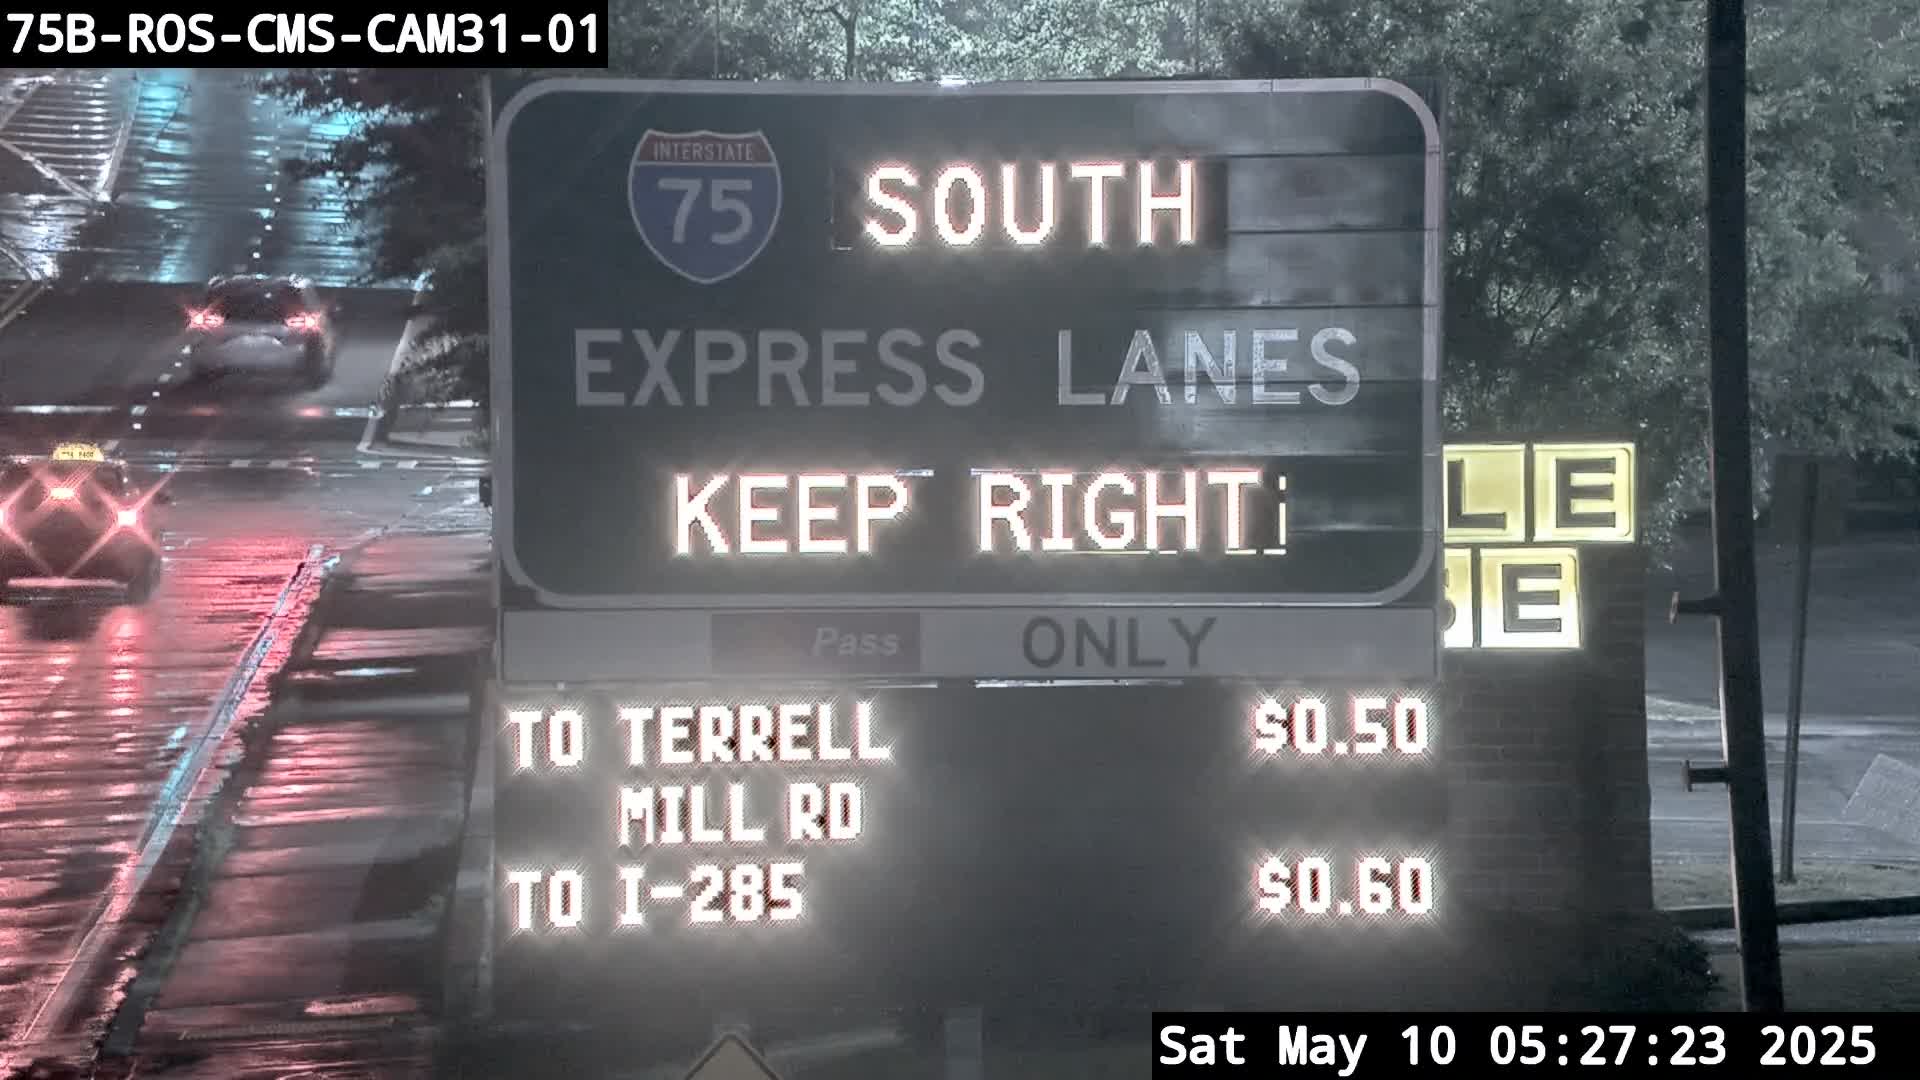 75B-ROS-CMS-CAM31-01
INTERSTATE
75
SOUTH
EXPRESS LANES
KEEP RIGHT
Pass ONLY
LE
E
TO TERRELL $0.50
MILL RD
TO I-285 $0.60
Sat May 10 05:27:23 2025